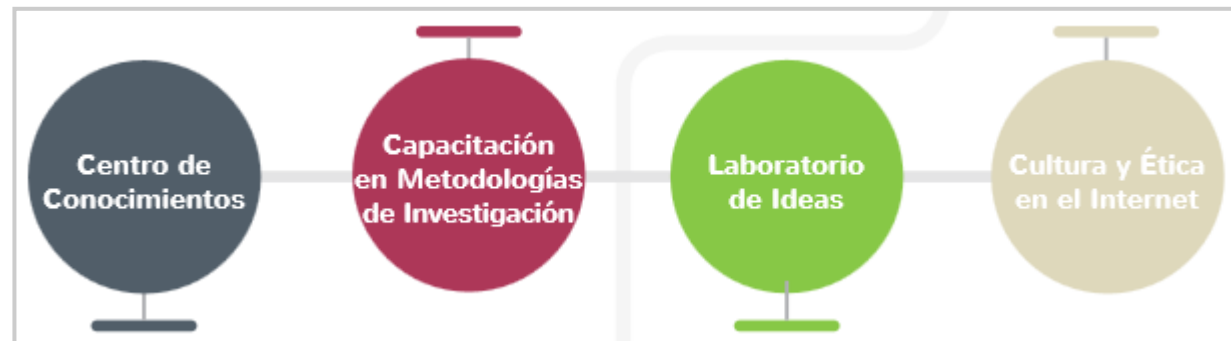 Centro de
Conocimientos
Capacitación
en Metodologías
de Investigación
Laboratorio
de Ideas
Cultura y Ética
en el Internet